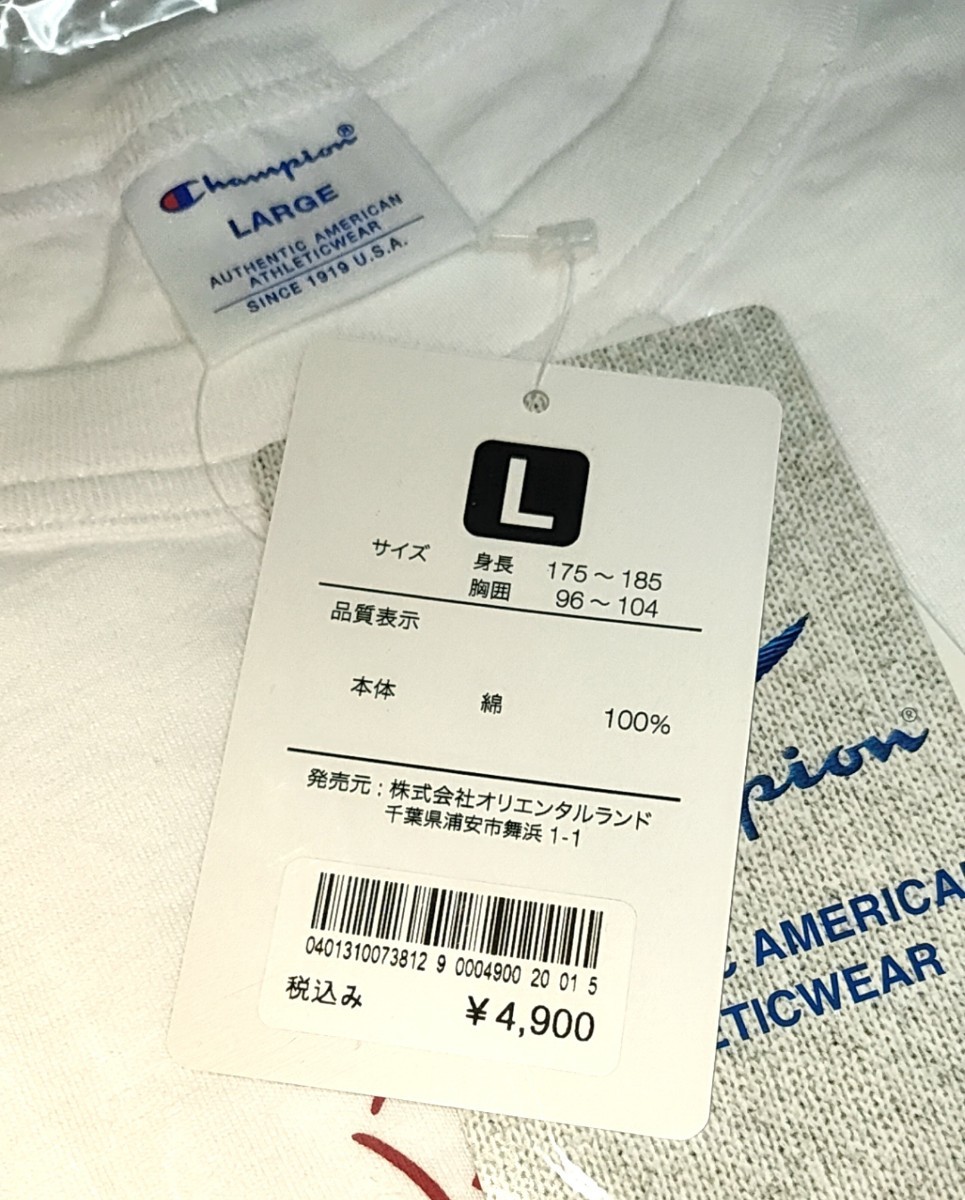 Champion®
LARGE
AUTHENTIC AMERICAN
ATHLETICWEAR
SINCE 1919 U.S.A.
L
サイズ 身長 175～185
胸囲 96～104
品質表示
本体 綿 100%
発売元：株式会社オリエンタルランド
千葉県浦安市舞浜 1-1
0401310073812 9 0004900 20 01 5
税込み ¥4,900
pion®
C AMERICA
ETICWEAR